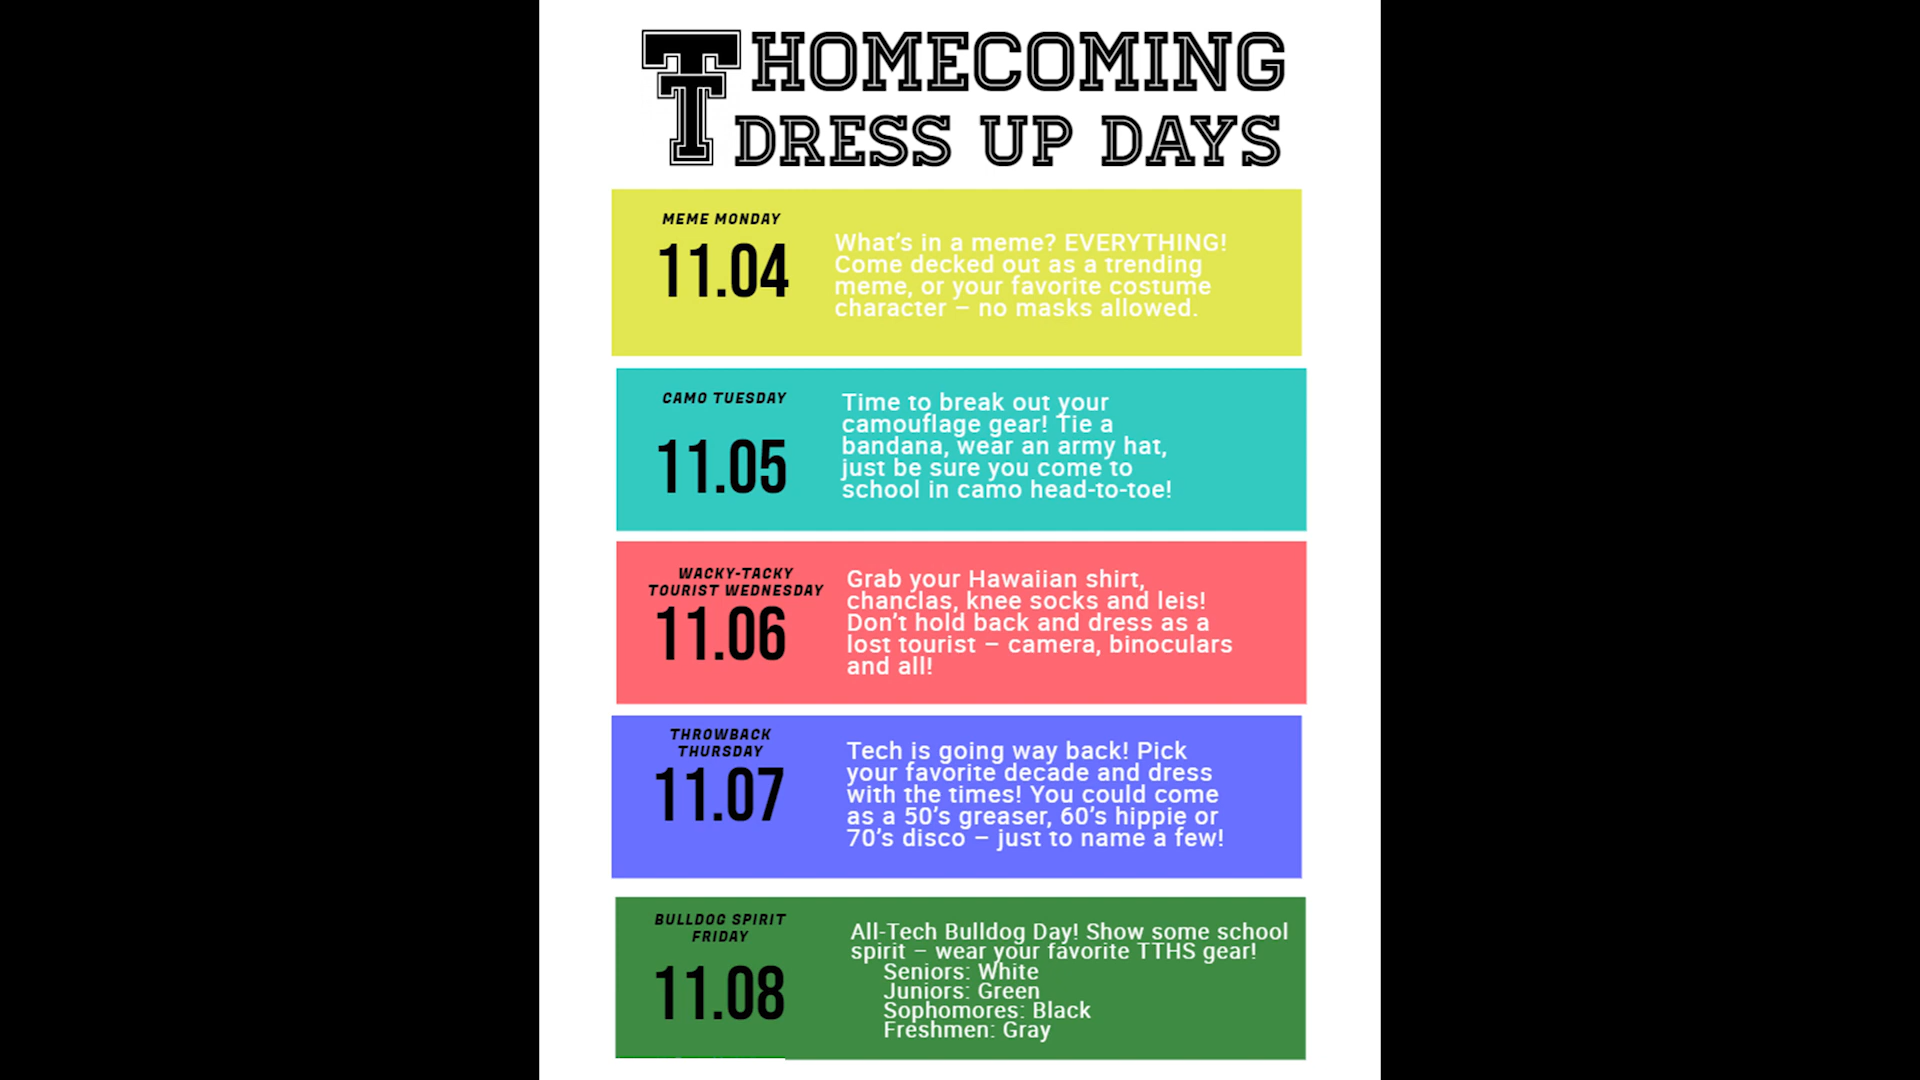 TT HOMECOMING
DRESS UP DAYS
MEME MONDAY
11.04
What's in a meme? EVERYTHING!
Come decked out as a trending
meme, or your favorite costume
character – no masks allowed.
CAMO TUESDAY
11.05
Time to break out your
camouflage gear! Tie a
bandana, wear an army hat,
just be sure you come to
school in camo head-to-toe!
WACKY-TACKY
TOURIST WEDNESDAY
11.06
Grab your Hawaiian shirt,
chanclas, knee socks and leis!
Don't hold back and dress as a
lost tourist – camera, binoculars
and all!
THROWBACK
THURSDAY
11.07
Tech is going way back! Pick
your favorite decade and dress
with the times! You could come
as a 50's greaser, 60's hippie or
70's disco – just to name a few!
BULLDOG SPIRIT
FRIDAY
11.08
All-Tech Bulldog Day! Show some school
spirit – wear your favorite TTHS gear!
Seniors: White
Juniors: Green
Sophomores: Black
Freshmen: Gray